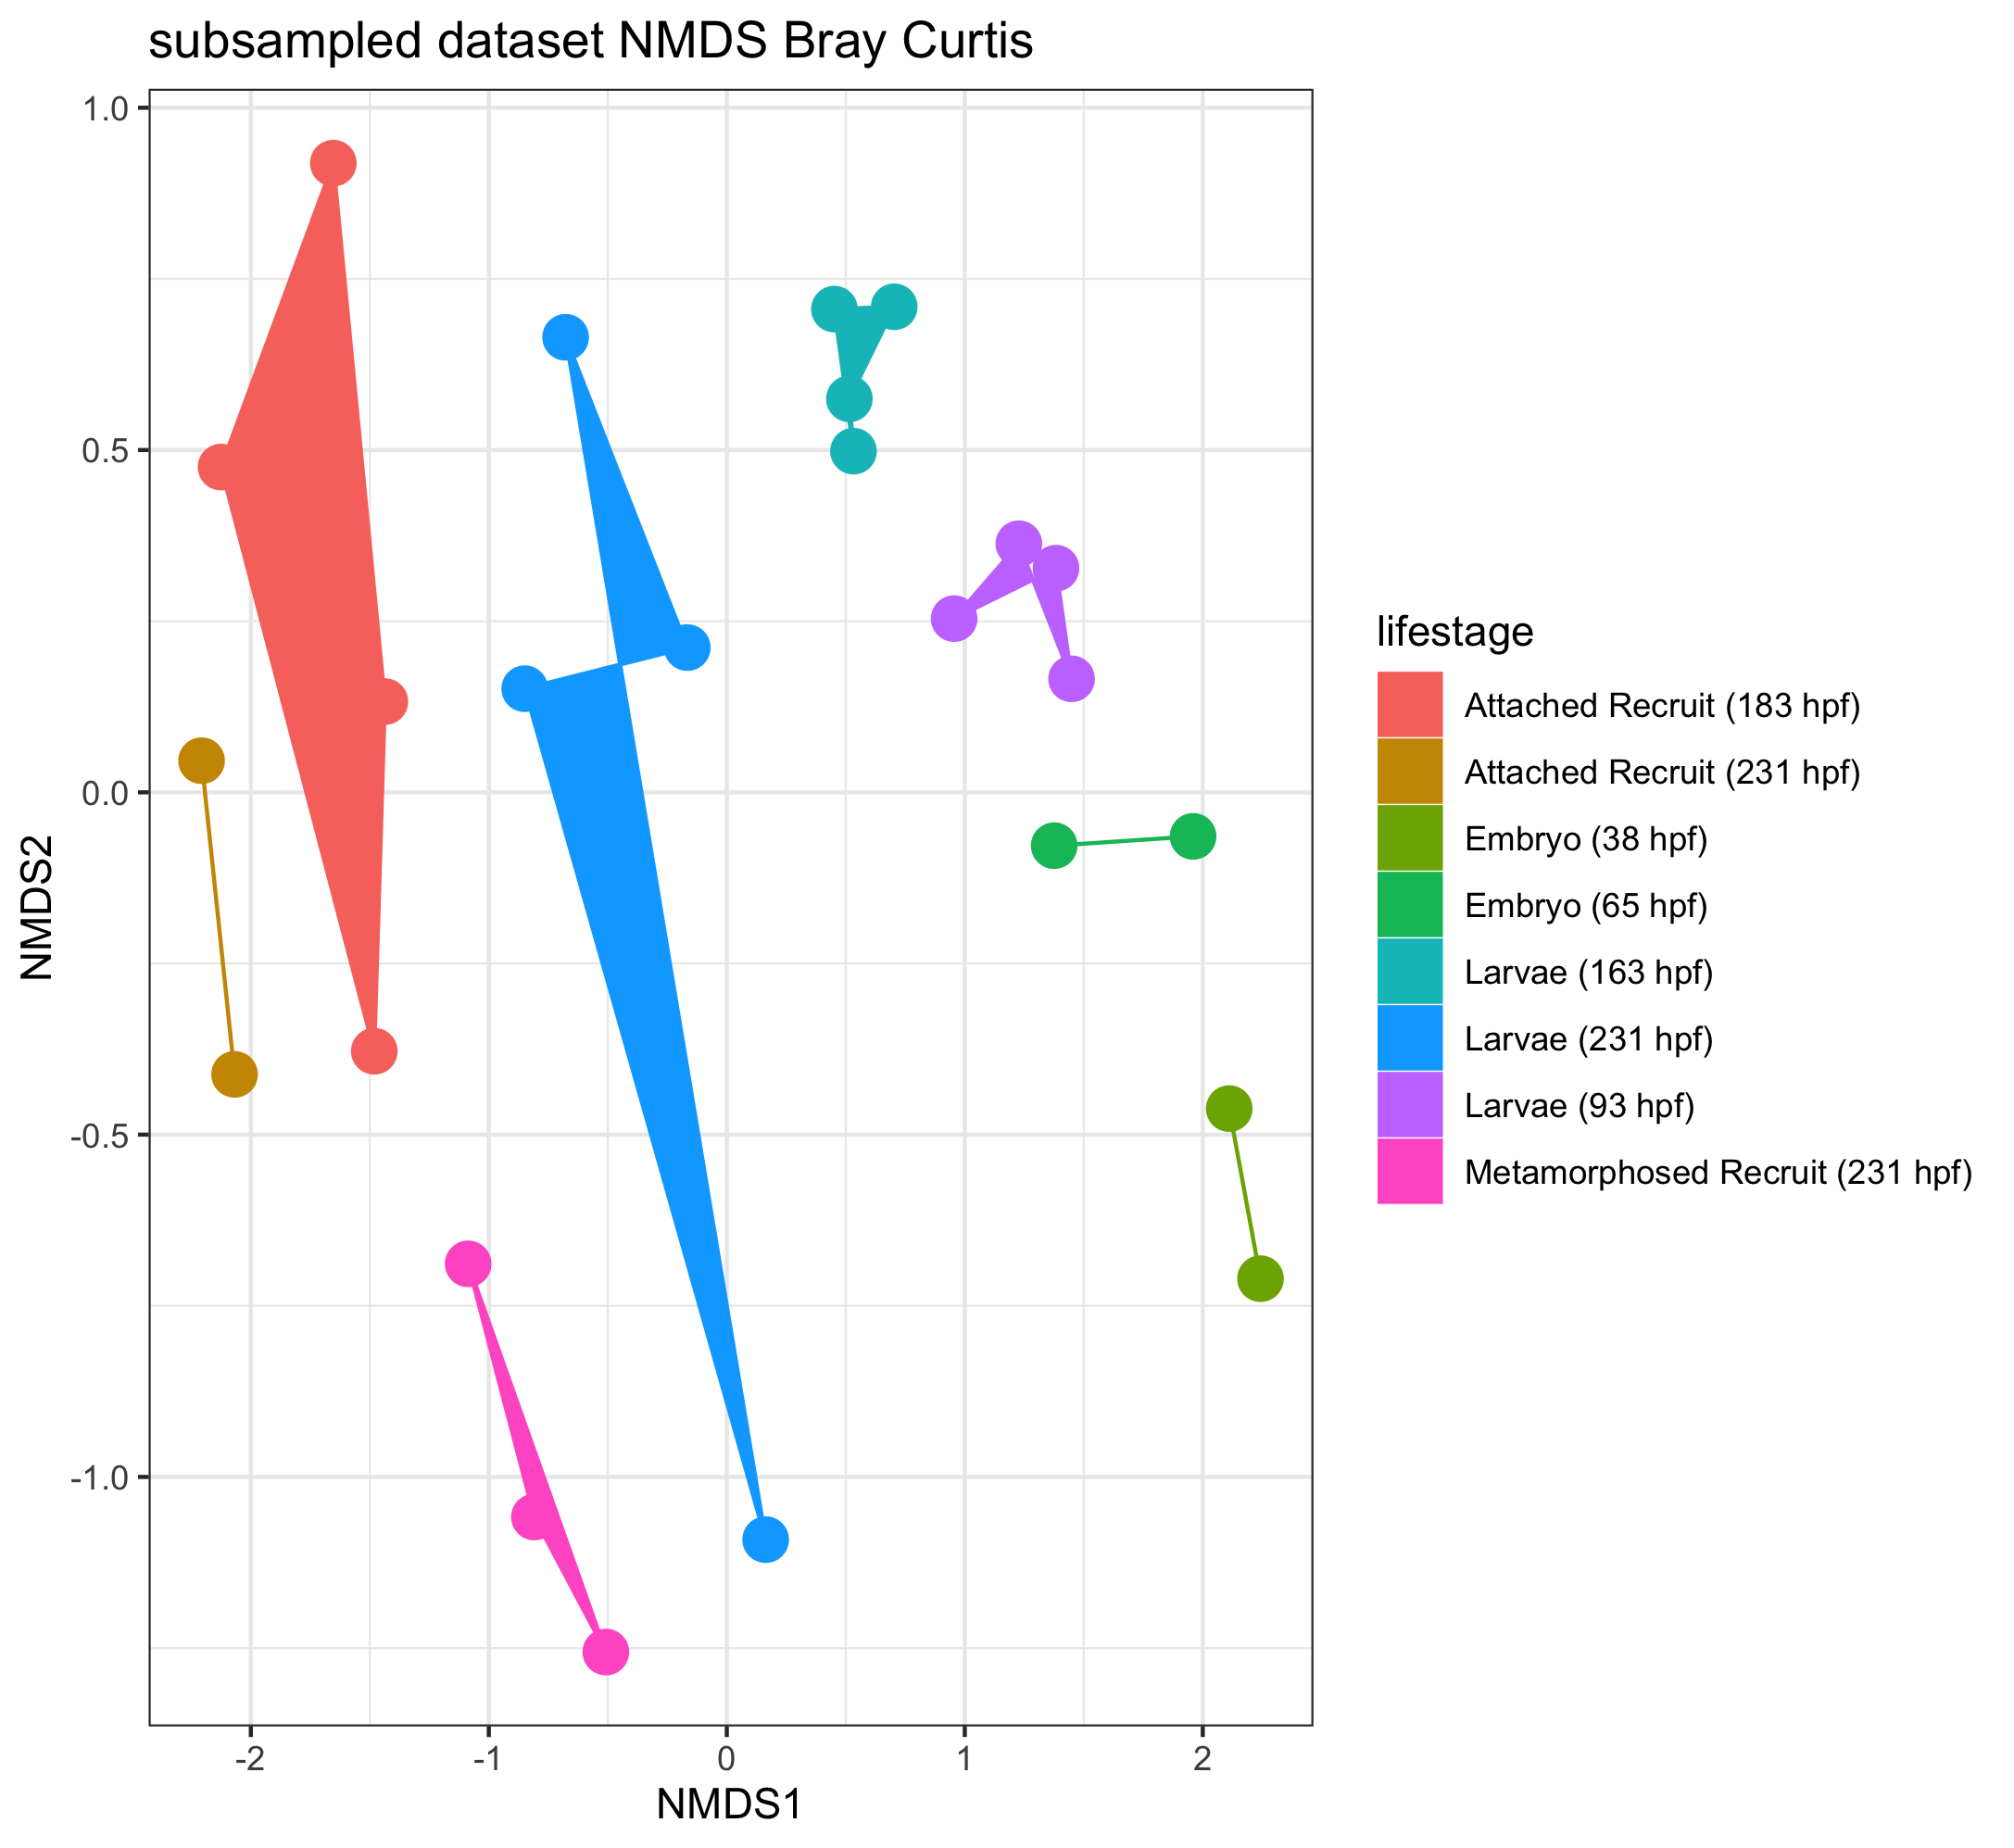 subsampled dataset NMDS Bray Curtis
1.0
0.5
0.0
-0.5
-1.0
NMDS2
-2
-1
0
1
2
NMDS1
lifestage
Attached Recruit (183 hpf)
Attached Recruit (231 hpf)
Embryo (38 hpf)
Embryo (65 hpf)
Larvae (163 hpf)
Larvae (231 hpf)
Larvae (93 hpf)
Metamorphosed Recruit (231 hpf)